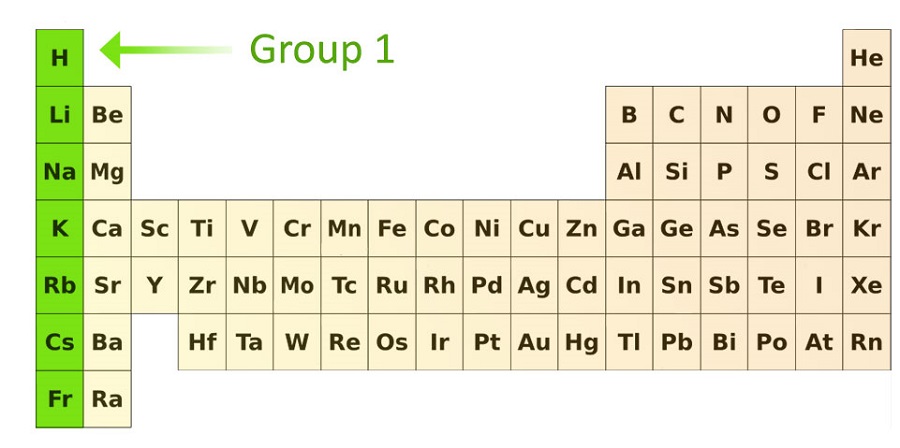 H Group 1 He
Li Be B C N O F Ne
Na Mg Al Si P S Cl Ar
K Ca Sc Ti V Cr Mn Fe Co Ni Cu Zn Ga Ge As Se Br Kr
Rb Sr Y Zr Nb Mo Tc Ru Rh Pd Ag Cd In Sn Sb Te I Xe
Cs Ba Hf Ta W Re Os Ir Pt Au Hg Tl Pb Bi Po At Rn
Fr Ra